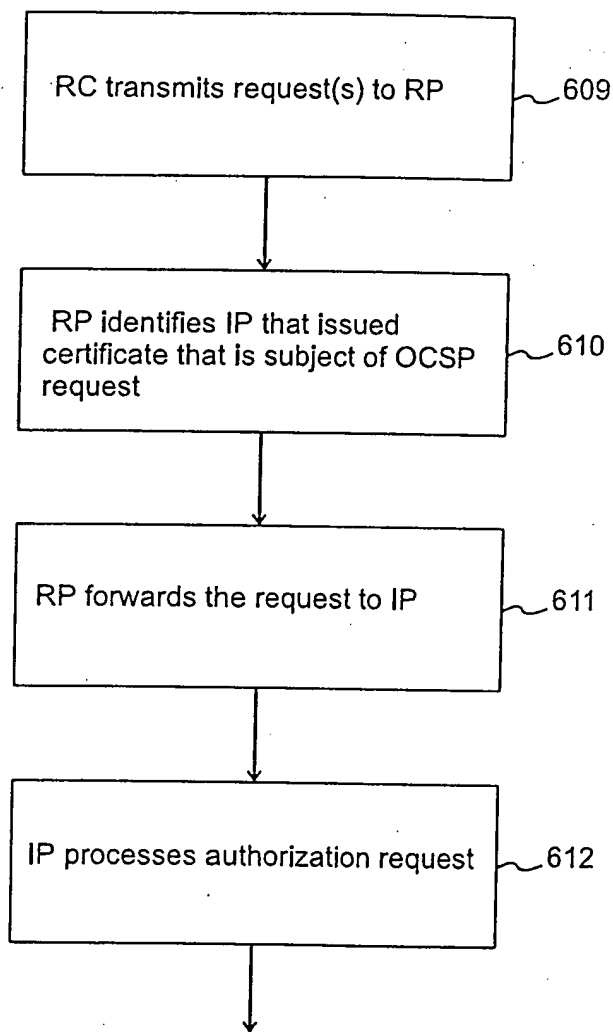 RC transmits request(s) to RP
609
RP identifies IP that issued
certificate that is subject of OCSP
request
610
RP forwards the request to IP
611
IP processes authorization request
612